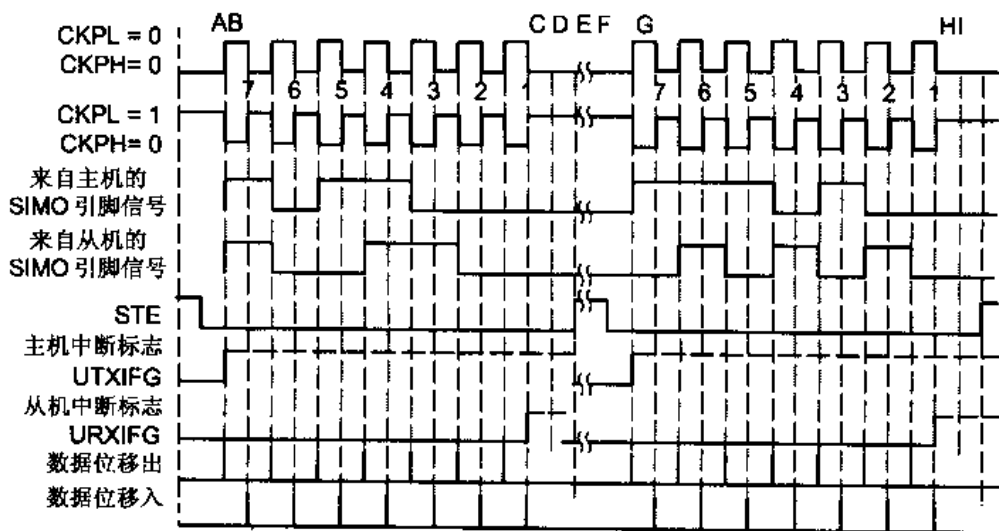 AB C D E F G HI
CKPL = 0
CKPH = 0
7 6 5 4 3 2 1 7 6 5 4 3 2 1
CKPL = 1
CKPH = 0
来自主机的
SIMO 引脚信号
来自从机的
SIMO 引脚信号
STE
主机中断标志
UTXIFG
从机中断标志
URXIFG
数据位移出
数据位移入